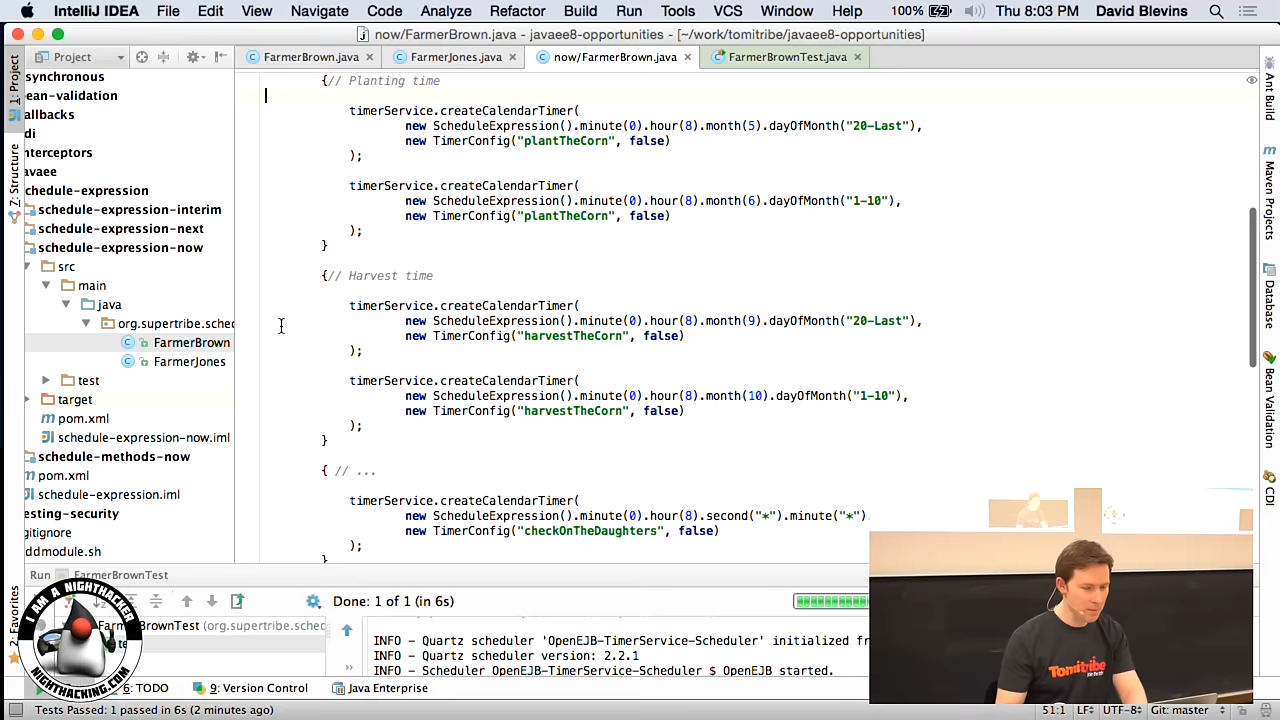 IntelliJ IDEA File Edit View Navigate Code Analyze Refactor Build Run Tools VCS Window Help 100% Thu 8:03 PM David Blevins
now/FarmerBrown.java - javaee8-opportunities - [~/work/tomitribe/javaee8-opportunities]
Project
FarmerBrown.java
FarmerJones.java
now/FarmerBrown.java
FarmerBrownTest.java
1: Project
7: Structure
2: Favorites
synchronous
ean-validation
allbacks
di
nterceptors
avaee
chedule-expression
schedule-expression-interim
schedule-expression-next
schedule-expression-now
src
main
java
org.supertribe.sched
FarmerBrown
FarmerJones
test
target
pom.xml
schedule-expression-now.iml
schedule-methods-now
pom.xml
schedule-expression.iml
esting-security
gitignore
ddmodule.sh
{// Planting time
timerService.createCalendarTimer(
new ScheduleExpression().minute(0).hour(8).month(5).dayOfMonth("20-Last"),
new TimerConfig("plantTheCorn", false)
);
timerService.createCalendarTimer(
new ScheduleExpression().minute(0).hour(8).month(6).dayOfMonth("1-10"),
new TimerConfig("plantTheCorn", false)
);
}
{// Harvest time
timerService.createCalendarTimer(
new ScheduleExpression().minute(0).hour(8).month(9).dayOfMonth("20-Last"),
new TimerConfig("harvestTheCorn", false)
);
timerService.createCalendarTimer(
new ScheduleExpression().minute(0).hour(8).month(10).dayOfMonth("1-10"),
new TimerConfig("harvestTheCorn", false)
);
}
{ // ...
timerService.createCalendarTimer(
new ScheduleExpression().minute(0).hour(8).second("*").minute("*")
new TimerConfig("checkOnTheDaughters", false)
);
}
Ant Build
Maven Projects
Database
Bean Validation
CDI
Run FarmerBrownTest
Done: 1 of 1 (in 6s)
FarmerBrownTest (org.supertribe.sched
te
INFO - Quartz scheduler 'OpenEJB-TimerService-Scheduler' initialized fr
INFO - Quartz scheduler version: 2.2.1
INFO - Scheduler OpenEJB-TimerService-Scheduler_$_OpenEJB started.
6: TODO
9: Version Control
Java Enterprise
Tests Passed: 1 passed in 6s (2 minutes ago)
51:1 LF UTF-8 Git: master
I AM A NIGHTHACKER
NIGHTHACKING.COM
Tomitribe